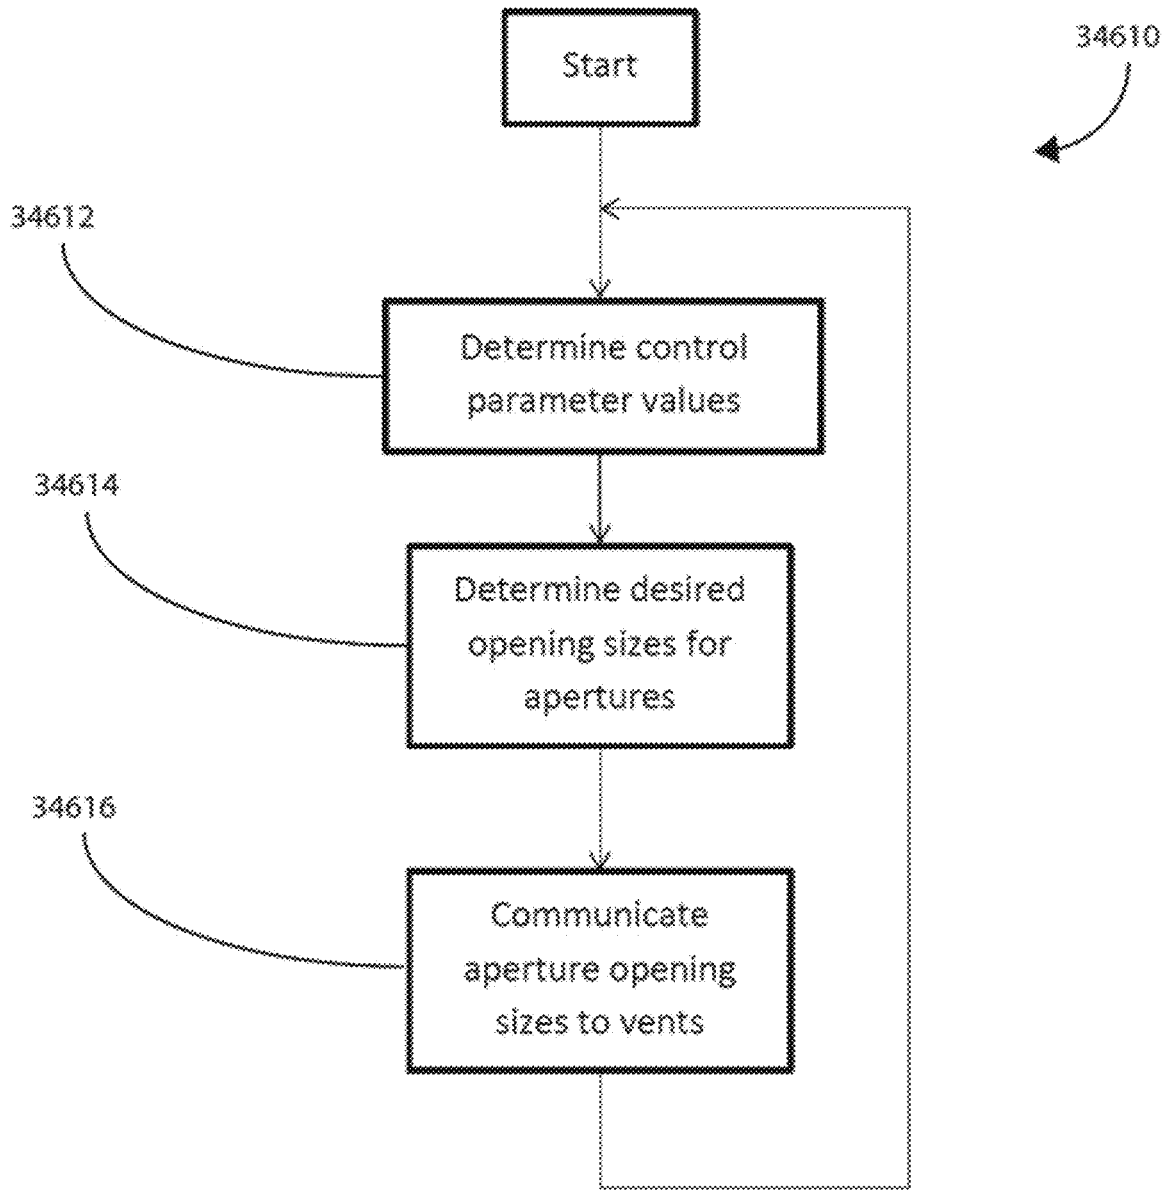 Start
34610
34612
Determine control
parameter values
34614
Determine desired
opening sizes for
apertures
34616
Communicate
aperture opening
sizes to vents